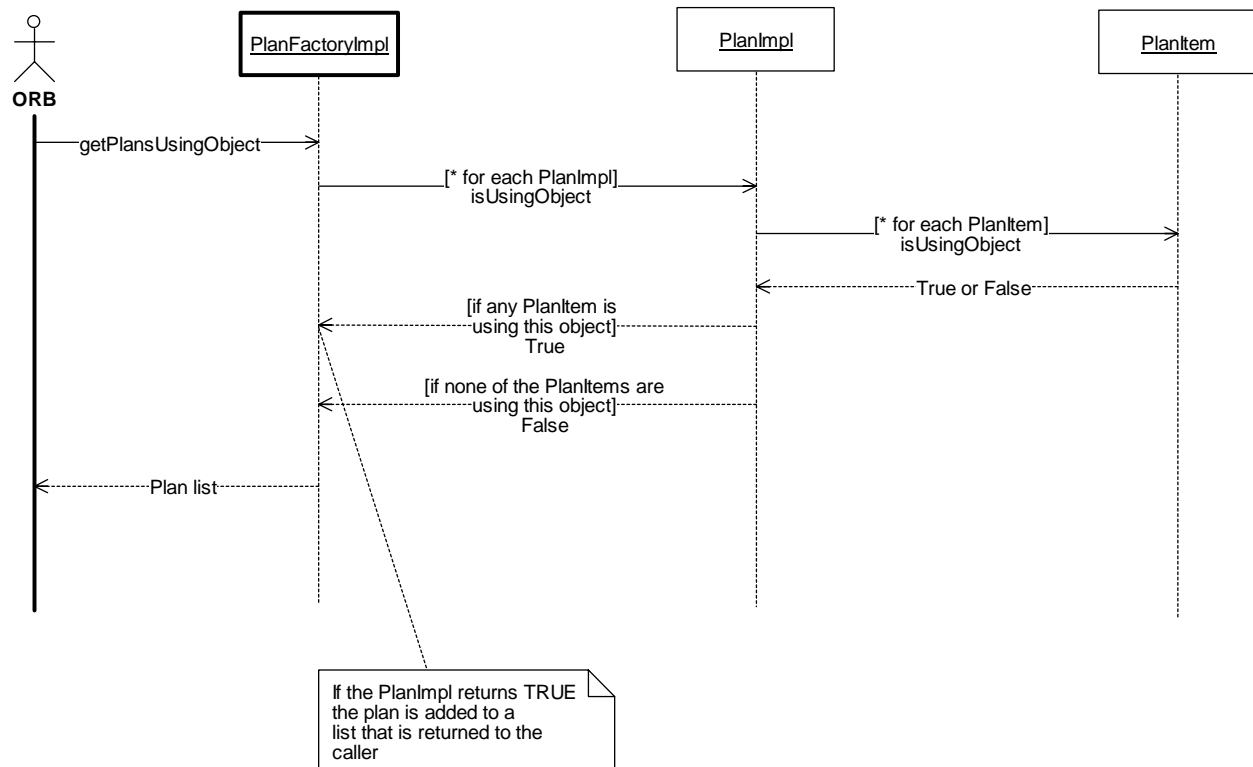 PlanFactoryImpl
PlanImpl
PlanItem
ORB
getPlansUsingObject
[* for each PlanImpl]
isUsingObject
[* for each PlanItem]
isUsingObject
True or False
[if any PlanItem is
using this object]
True
[if none of the PlanItems are
using this object]
False
Plan list
If the PlanImpl returns TRUE
the plan is added to a
list that is returned to the
caller